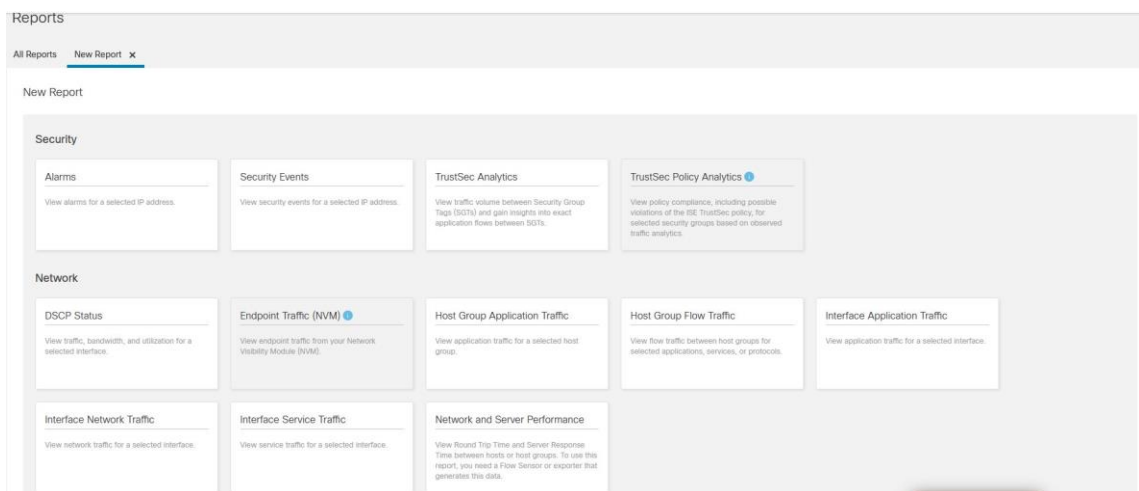 Reports
All Reports New Report ×
New Report
Security
Alarms
View alarms for a selected IP address.
Security Events
View security events for a selected IP address.
TrustSec Analytics
View traffic volume between Security Group
Tags (SGTs) and gain insights into exact
application flows between SGTs.
TrustSec Policy Analytics
View policy compliance, including possible
violations of the ISE TrustSec policy, for
selected security groups based on observed
traffic analytics.
Network
DSCP Status
View traffic, bandwidth, and utilization for a
selected interface.
Endpoint Traffic (NVM)
View endpoint traffic from your Network
Visibility Module (NVM).
Host Group Application Traffic
View application traffic for a selected host
group.
Host Group Flow Traffic
View flow traffic between host groups for
selected applications, services, or protocols.
Interface Application Traffic
View application traffic for a selected interface.
Interface Network Traffic
View network traffic for a selected interface.
Interface Service Traffic
View service traffic for a selected interface.
Network and Server Performance
View Round Trip Time and Server Response
Time between hosts or host groups. To use this
report, you need a Flow Sensor or exporter that
generates this data.